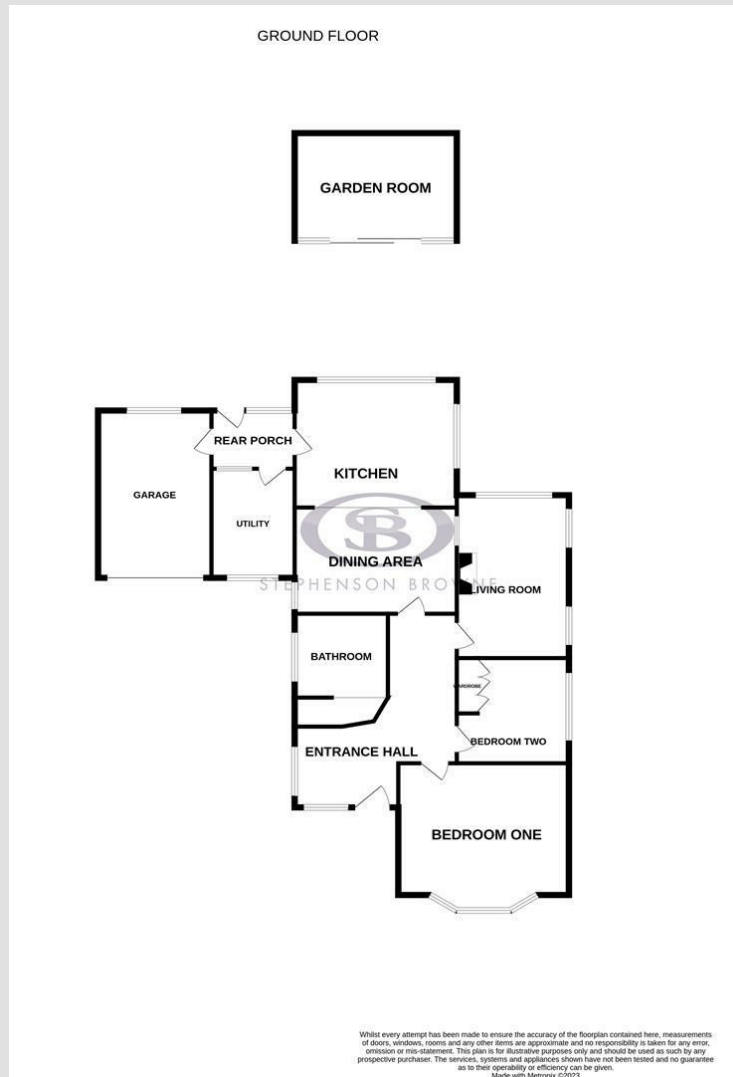 GROUND FLOOR
GARDEN ROOM
REAR PORCH
KITCHEN
GARAGE
UTILITY
SB
DINING AREA
STEPHENSON BROWNE
LIVING ROOM
BATHROOM
WARDROBE
BEDROOM TWO
ENTRANCE HALL
BEDROOM ONE
Whilst every attempt has been made to ensure the accuracy of the floorplan contained here, measurements
of doors, windows, rooms and any other items are approximate and no responsibility is taken for any error,
omission or mis-statement. This plan is for illustrative purposes only and should be used as such by any
prospective purchaser. The services, systems and appliances shown have not been tested and no guarantee
as to their operability or efficiency can be given.
Made with Metropix ©2023